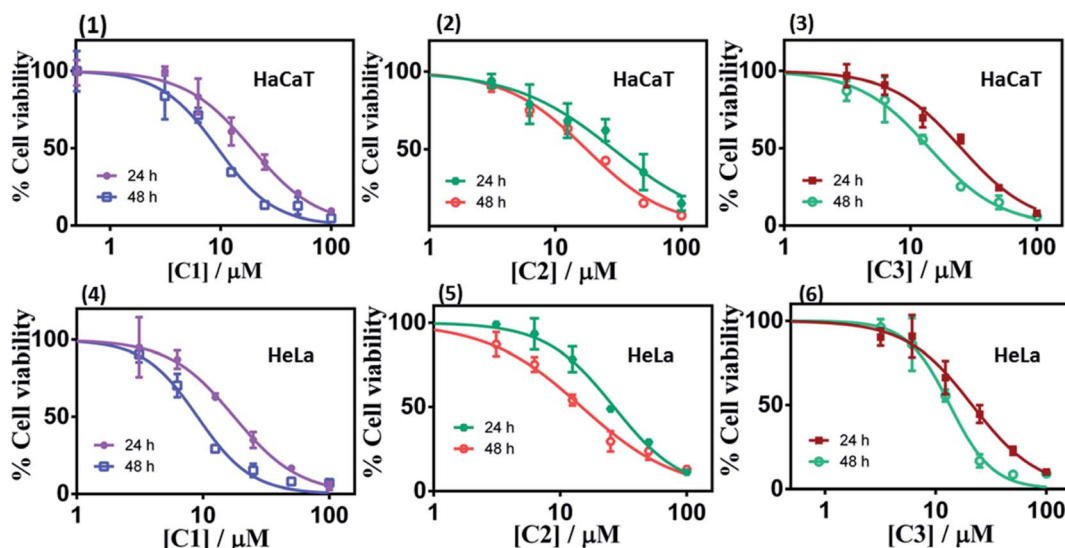 (1)
% Cell viability
100
50
0
HaCaT
24 h
48 h
1 10 100
[C1] / μM
(2)
% Cell viability
100
50
HaCaT
24 h
48 h
1 10 100
[C2] / μM
(3)
% Cell viability
100
50
0
HaCaT
24 h
48 h
1 10 100
[C3] / μM
(4)
% Cell viability
100
50
0
HeLa
24 h
48 h
1 10 100
[C1] / μM
(5)
% Cell viability
100
50
0
HeLa
24 h
48 h
1 10 100
[C2] / μM
(6)
% Cell viability
100
50
0
HeLa
24 h
48 h
1 10 100
[C3] / μM